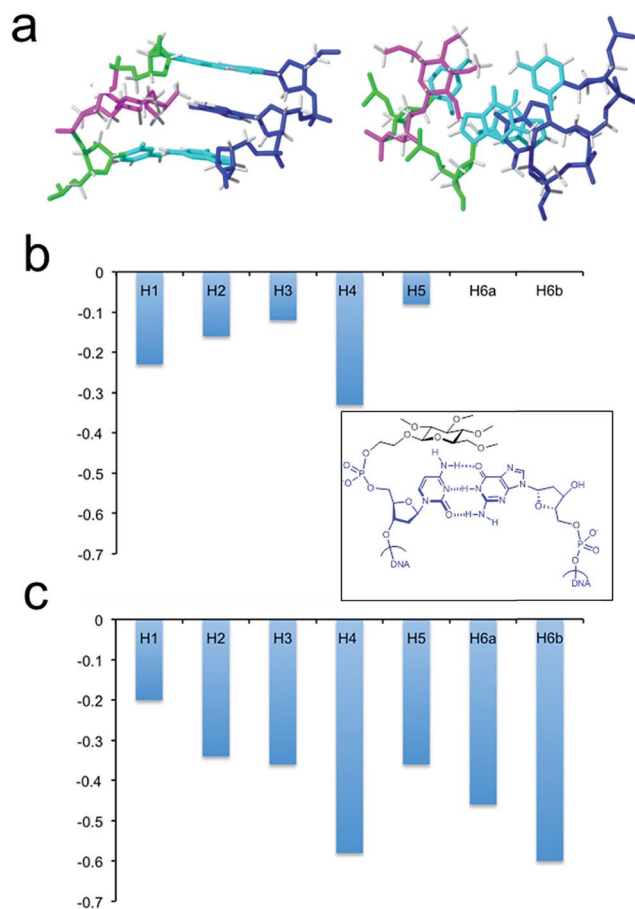 a
b
0
-0.1
-0.2
-0.3
-0.4
-0.5
-0.6
-0.7
H1 H2 H3 H4 H5 H6a H6b
O O O O O O
O
O P O
O
O
O
DNA
H N H O N
N H N N
N N
O H N
H
OH
O
O
P O-
O O
DNA
c
0
-0.1
-0.2
-0.3
-0.4
-0.5
-0.6
-0.7
H1 H2 H3 H4 H5 H6a H6b